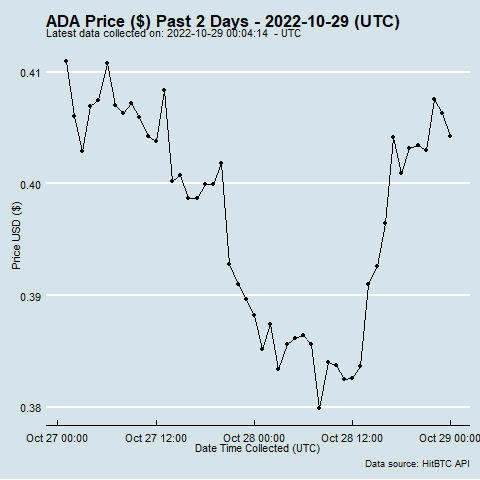 ADA Price ($) Past 2 Days - 2022-10-29 (UTC)
Latest data collected on: 2022-10-29 00:04:14  - UTC
0.41
0.40
0.39
0.38
Price USD ($)
Oct 27 00:00 Oct 27 12:00 Oct 28 00:00 Oct 28 12:00 Oct 29 00:00
Date Time Collected (UTC)
Data source: HitBTC API